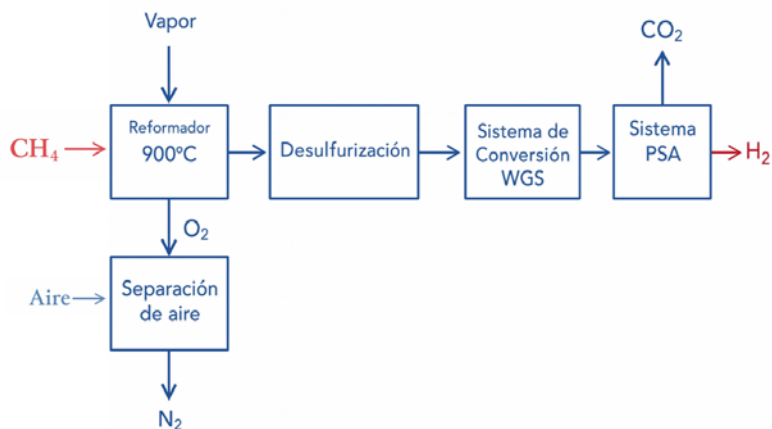 Vapor
CO₂
CH₄
Reformador
900ºC
Desulfurización
Sistema de
Conversión
WGS
Sistema
PSA
H₂
O₂
Aire
Separación
de aire
N₂